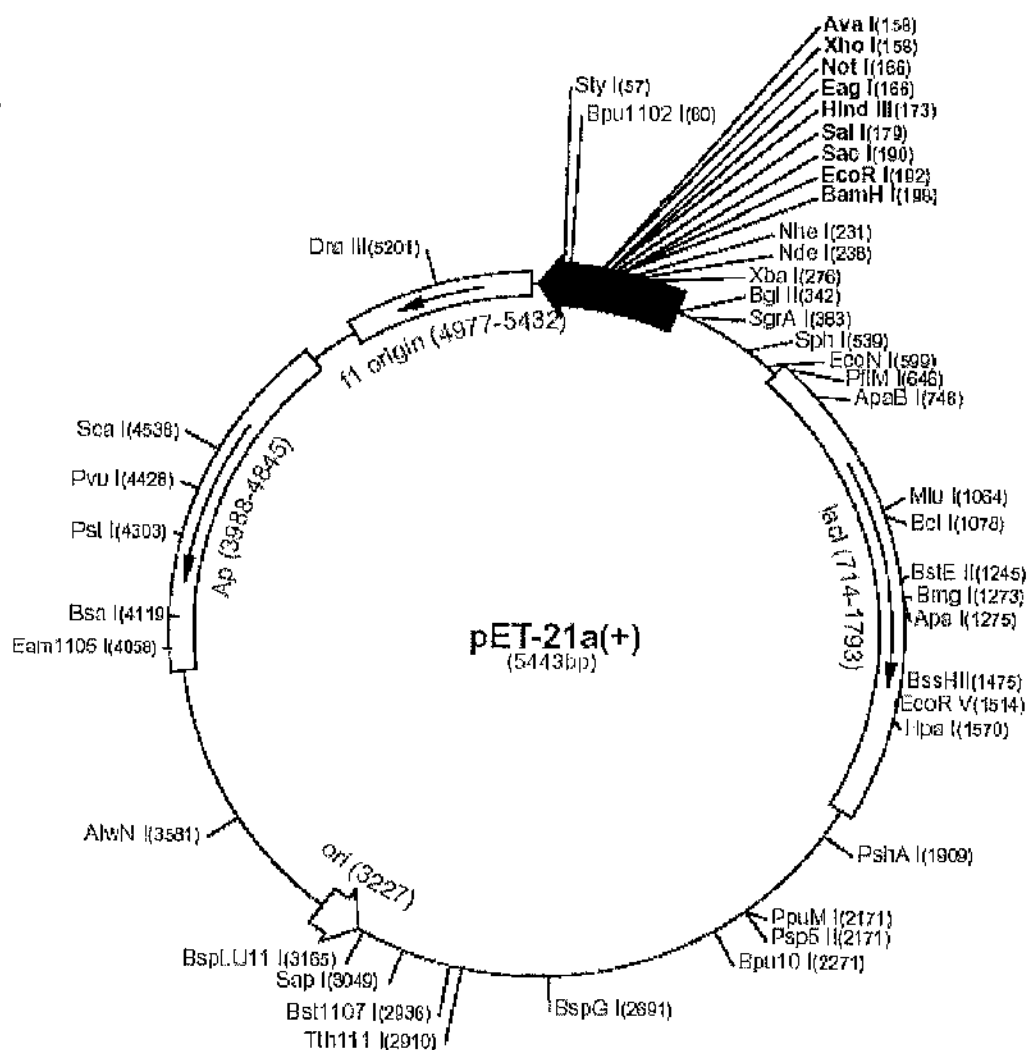 Ava I(158)
Xho I(158)
Not I(166)
Eag I(166)
Hind III(173)
Sal I(179)
Sac I(190)
EcoR I(192)
BamH I(198)
Sty I(57)
Bpu1102 I(80)
Nhe I(231)
Nde I(238)
Xba I(276)
Bgl II(342)
SgrA I(383)
Sph I(539)
EcoN I(599)
PflM I(646)
ApaB I(748)
Dra III(5201)
f1 origin (4977-5432)
Sca I(4538)
Pvu I(4428)
Pst I(4303)
Bsa I(4119
Eam1105 I(4058)
Ap (3988-4845)
Mlu I(1064)
Bcl I(1078)
BstE II(1245)
Bmg I(1273)
Apa I(1275)
lacI (714-1793)
BssHII(1475)
EcoR V(1514)
Hpa I(1570)
pET-21a(+)
(5443bp)
AlwN I(3581)
ori (3227)
PshA I(1909)
PpuM I(2171)
Psp5 II(2171)
Bpu10 I(2271)
BspLU11 I(3165)
Sap I(3049)
Bst1107 I(2936)
Tth111 I(2910)
BspG I(2691)